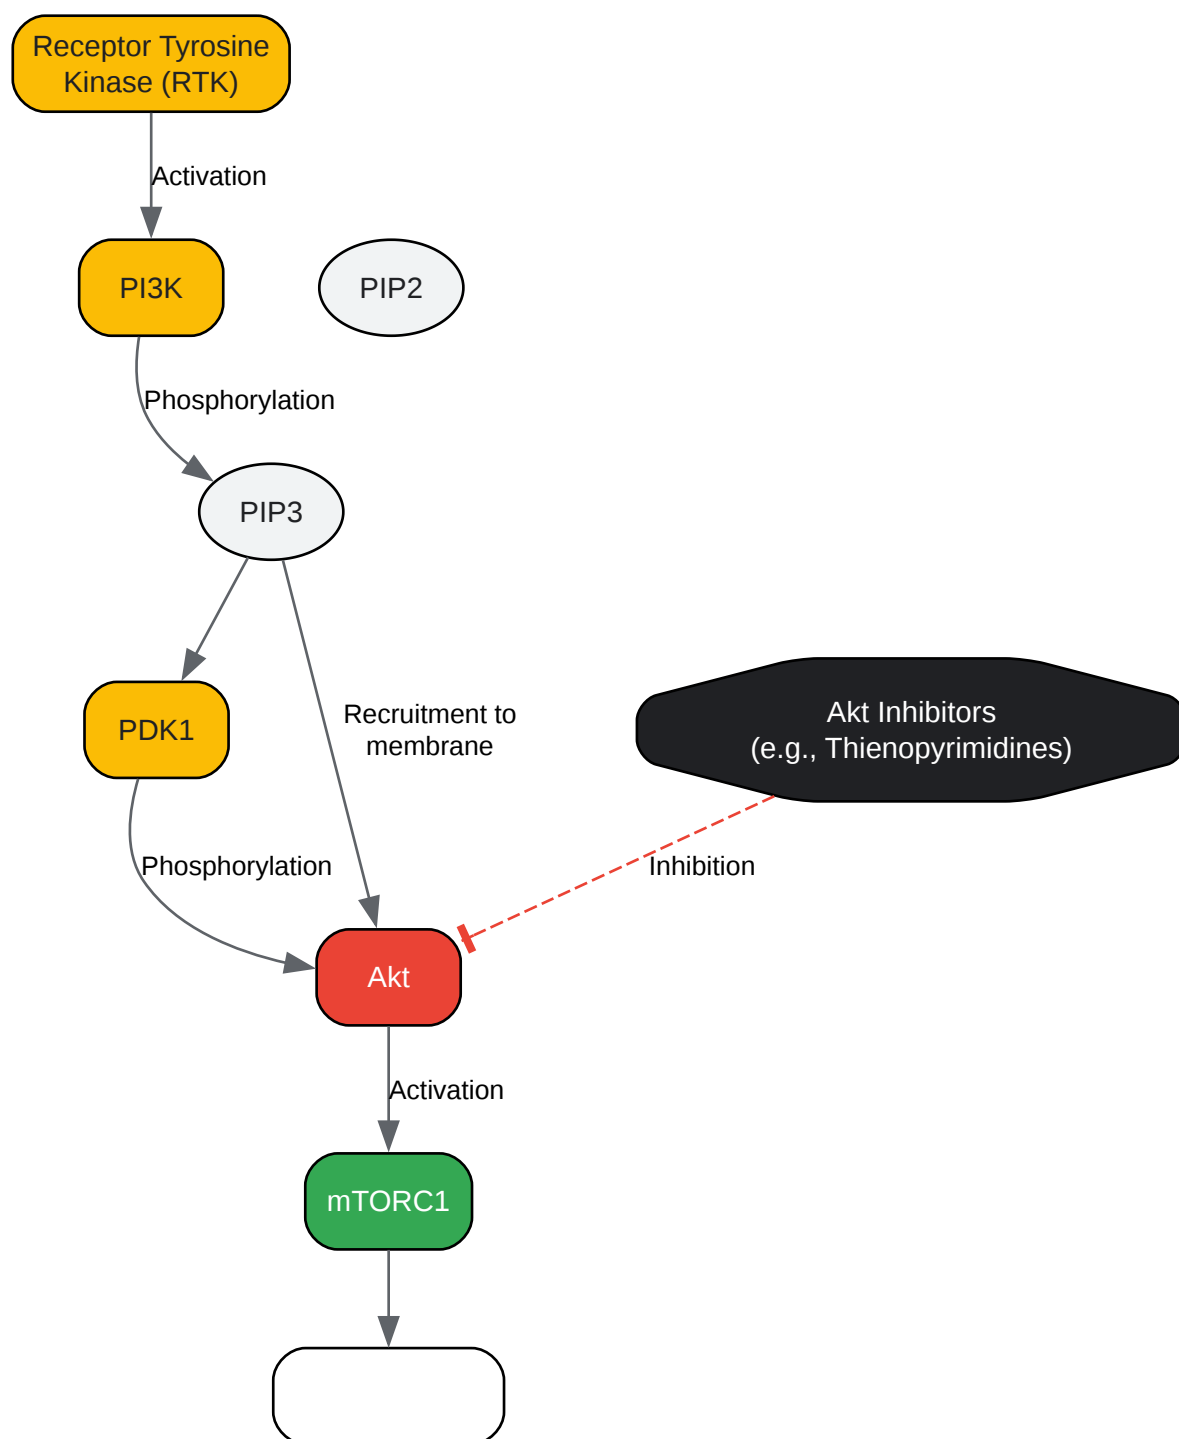 Receptor Tyrosine
Kinase (RTK)
Activation
PI3K
PIP2
Phosphorylation
PIP3
Recruitment to
membrane
PDK1
Akt Inhibitors
(e.g., Thienopyrimidines)
Phosphorylation
Inhibition
Akt
Activation
mTORC1